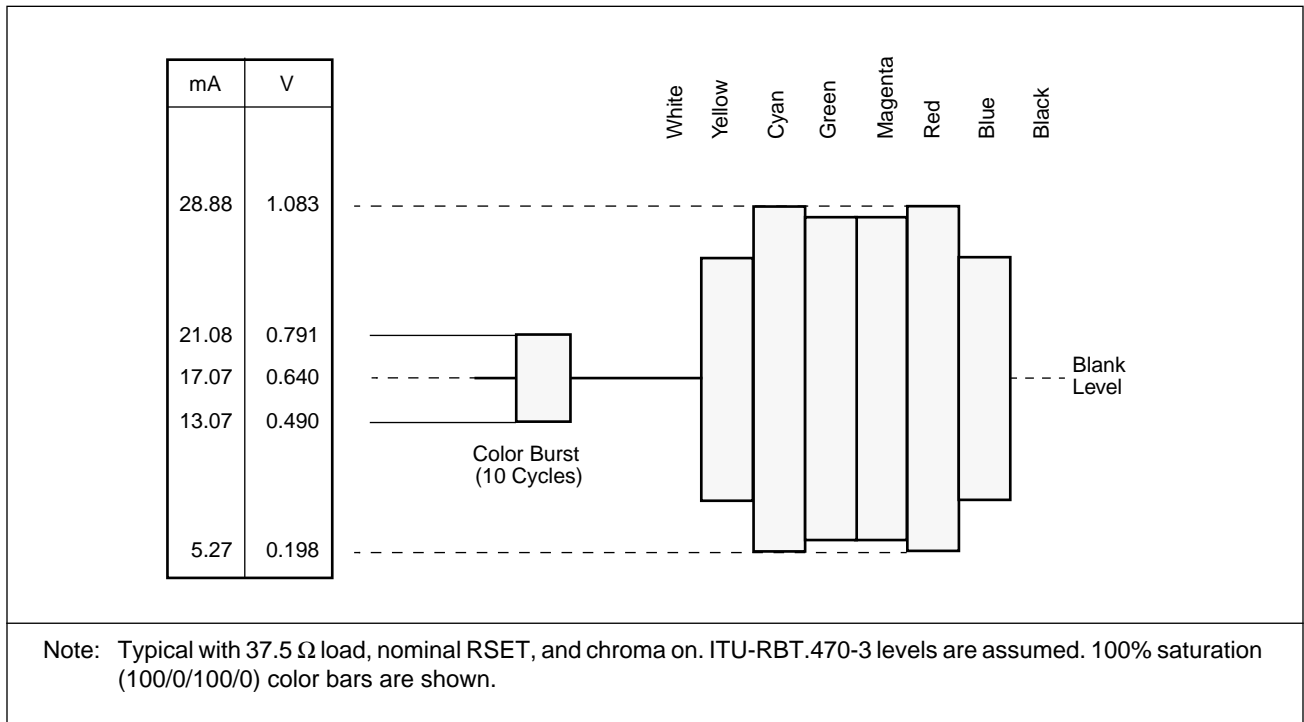 mA V
White
Yellow
Cyan
Green
Magenta
Red
Blue
Black
28.88 1.083
21.08 0.791
17.07 0.640
13.07 0.490
5.27 0.198
Blank
Level
Color Burst
(10 Cycles)
Note: Typical with 37.5 Ω load, nominal RSET, and chroma on. ITU-RBT.470-3 levels are assumed. 100% saturation
(100/0/100/0) color bars are shown.